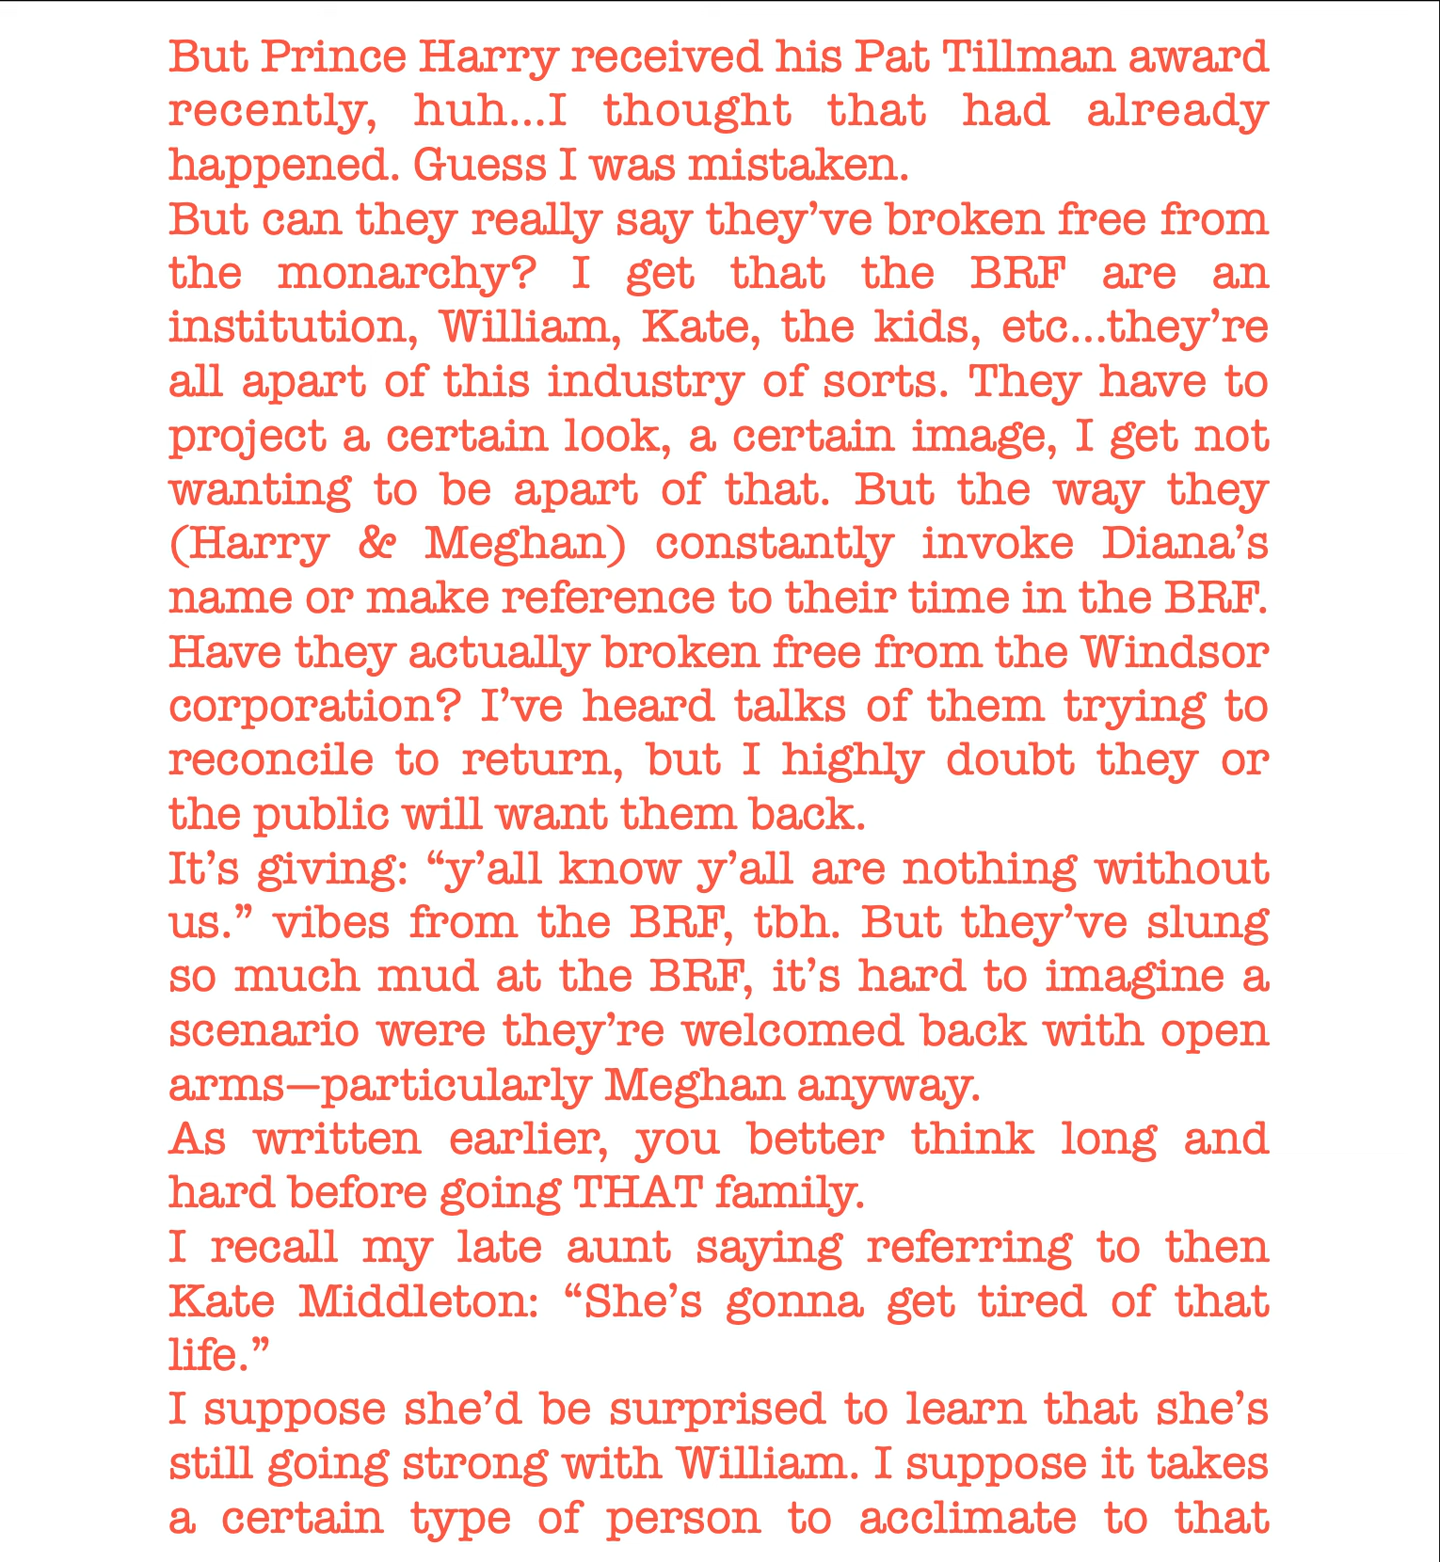 But Prince Harry received his Pat Tillman award
recently, huh...I thought that had already
happened. Guess I was mistaken.
But can they really say they’ve broken free from
the monarchy? I get that the BRF are an
institution, William, Kate, the kids, etc...they’re
all apart of this industry of sorts. They have to
project a certain look, a certain image, I get not
wanting to be apart of that. But the way they
(Harry & Meghan) constantly invoke Diana’s
name or make reference to their time in the BRF.
Have they actually broken free from the Windsor
corporation? I’ve heard talks of them trying to
reconcile to return, but I highly doubt they or
the public will want them back.
It’s giving: “y’all know y’all are nothing without
us.” vibes from the BRF, tbh. But they’ve slung
so much mud at the BRF, it’s hard to imagine a
scenario were they’re welcomed back with open
arms—particularly Meghan anyway.
As written earlier, you better think long and
hard before going THAT family.
I recall my late aunt saying referring to then
Kate Middleton: “She’s gonna get tired of that
life.”
I suppose she’d be surprised to learn that she’s
still going strong with William. I suppose it takes
a certain type of person to acclimate to that